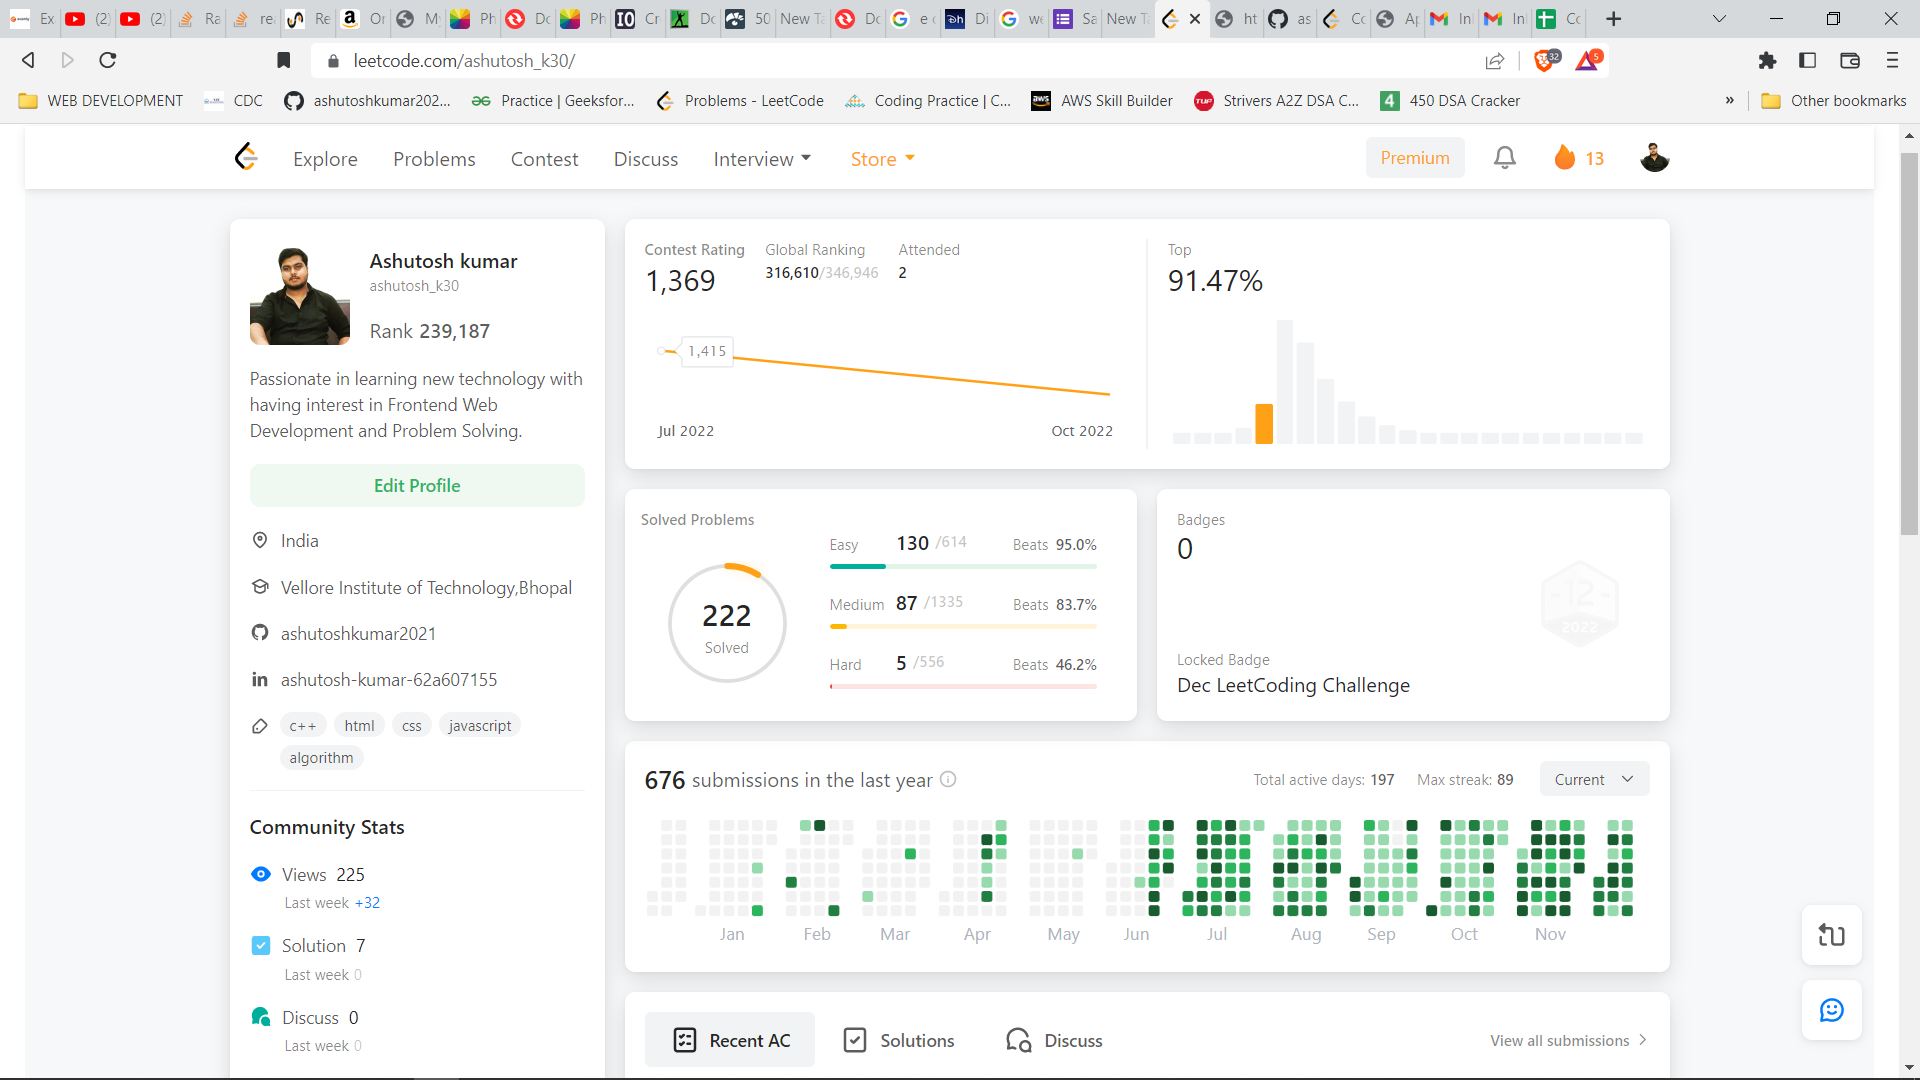 Ex
(2)
(2)
Ra
rea
Re
Or
My
Ph
Do
Ph
Cr
Do
50
New Ta
Do
e c
Di
we
Sa
New Ta
ht
as
Co
Ap
In
In
Co
leetcode.com/ashutosh_k30/
32
5
WEB DEVELOPMENT
CDC
ashutoshkumar202...
Practice | Geeksfor...
Problems - LeetCode
Coding Practice | C...
AWS Skill Builder
Strivers A2Z DSA C...
450 DSA Cracker
»
Other bookmarks
Explore
Problems
Contest
Discuss
Interview
Store
Premium
13
Ashutosh kumar
ashutosh_k30
Rank 239,187
Passionate in learning new technology with
having interest in Frontend Web
Development and Problem Solving.
Edit Profile
India
Vellore Institute of Technology,Bhopal
ashutoshkumar2021
ashutosh-kumar-62a607155
c++ html css javascript
algorithm
Community Stats
Views 225
Last week +32
Solution 7
Last week 0
Discuss 0
Last week 0
Contest Rating
1,369
Global Ranking
316,610/346,946
Attended
2
1,415
Jul 2022
Oct 2022
Top
91.47%
Solved Problems
222
Solved
Easy 130 /614 Beats 95.0%
Medium 87 /1335 Beats 83.7%
Hard 5 /556 Beats 46.2%
Badges
0
12
2022
Locked Badge
Dec LeetCoding Challenge
676 submissions in the last year
Total active days: 197
Max streak: 89
Current
Jan Feb Mar Apr May Jun Jul Aug Sep Oct Nov
Recent AC
Solutions
Discuss
View all submissions